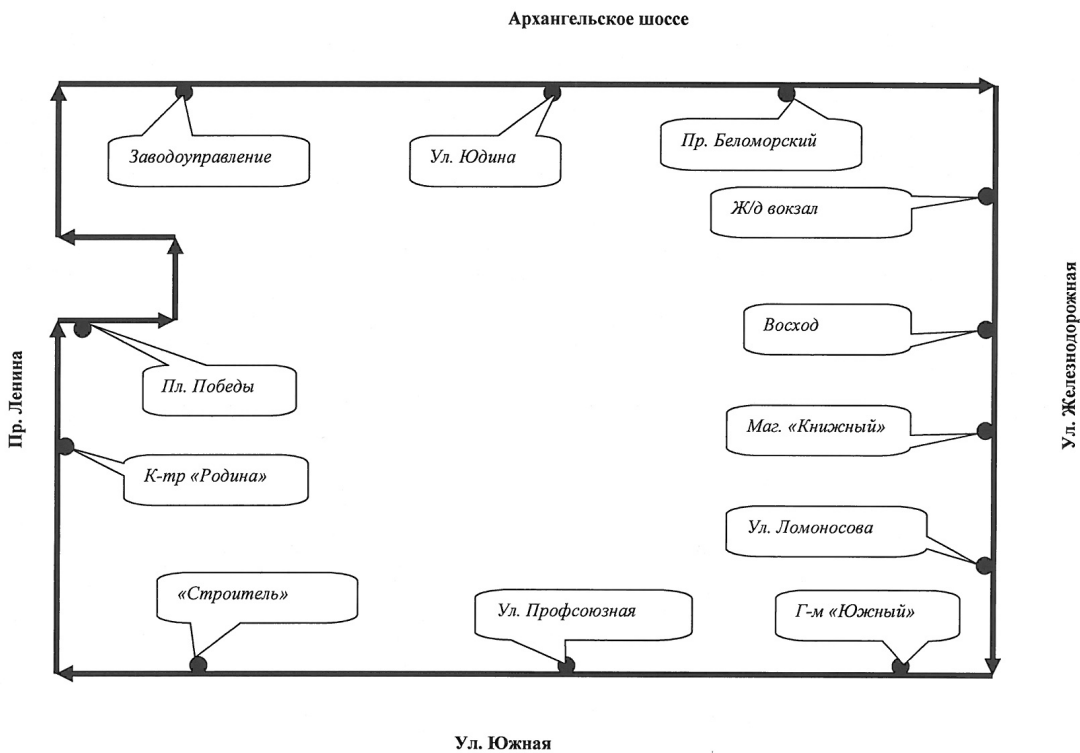 Архангельское шоссе
Заводоуправление
Ул. Юдина
Пр. Беломорский
Ж/д вокзал
Восход
Пл. Победы
Маг. «Книжный»
К-тр «Родина»
Ул. Ломоносова
«Строитель»
Ул. Профсоюзная
Г-м «Южный»
Пр. Ленина
Ул. Железнодорожная
Ул. Южная